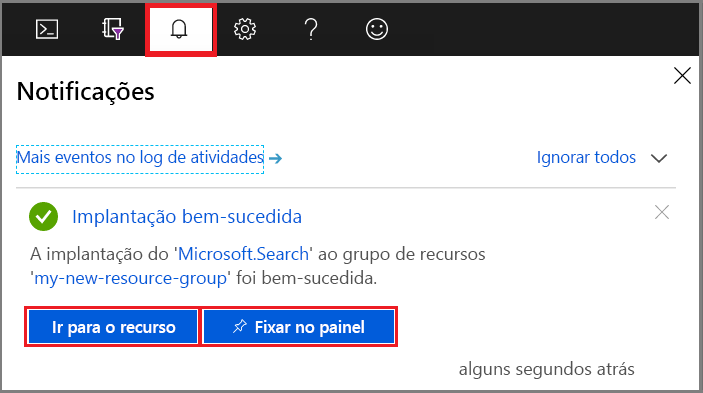 Notificações
Mais eventos no log de atividades
Ignorar todos
Implantação bem-sucedida
A implantação do 'Microsoft.Search' ao grupo de recursos
'my-new-resource-group' foi bem-sucedida.
Ir para o recurso
Fixar no painel
alguns segundos atrás